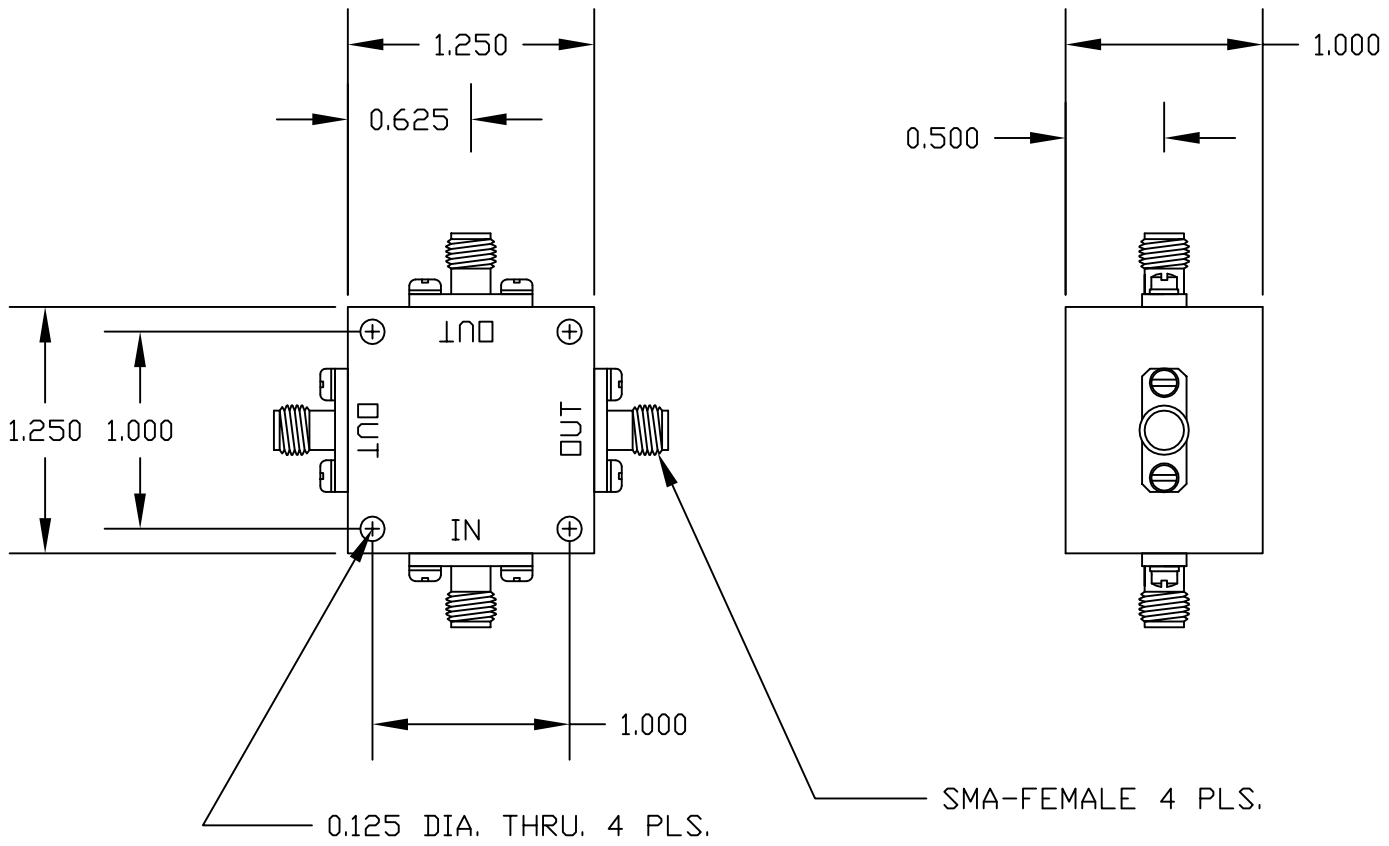 1.250
1.000
0.625
0.500
OUT
1.250
1.000
OUT
OUT
IN
1.000
SMA-FEMALE 4 PLS.
0.125 DIA. THRU. 4 PLS.